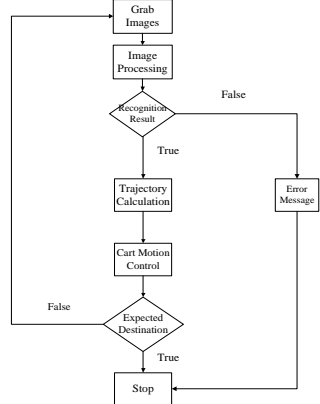 Grab
Images
Image
Processing
Recognition
Result
False
True
Trajectory
Calculation
Error
Message
Cart Motion
Control
False
Expected
Destination
True
Stop